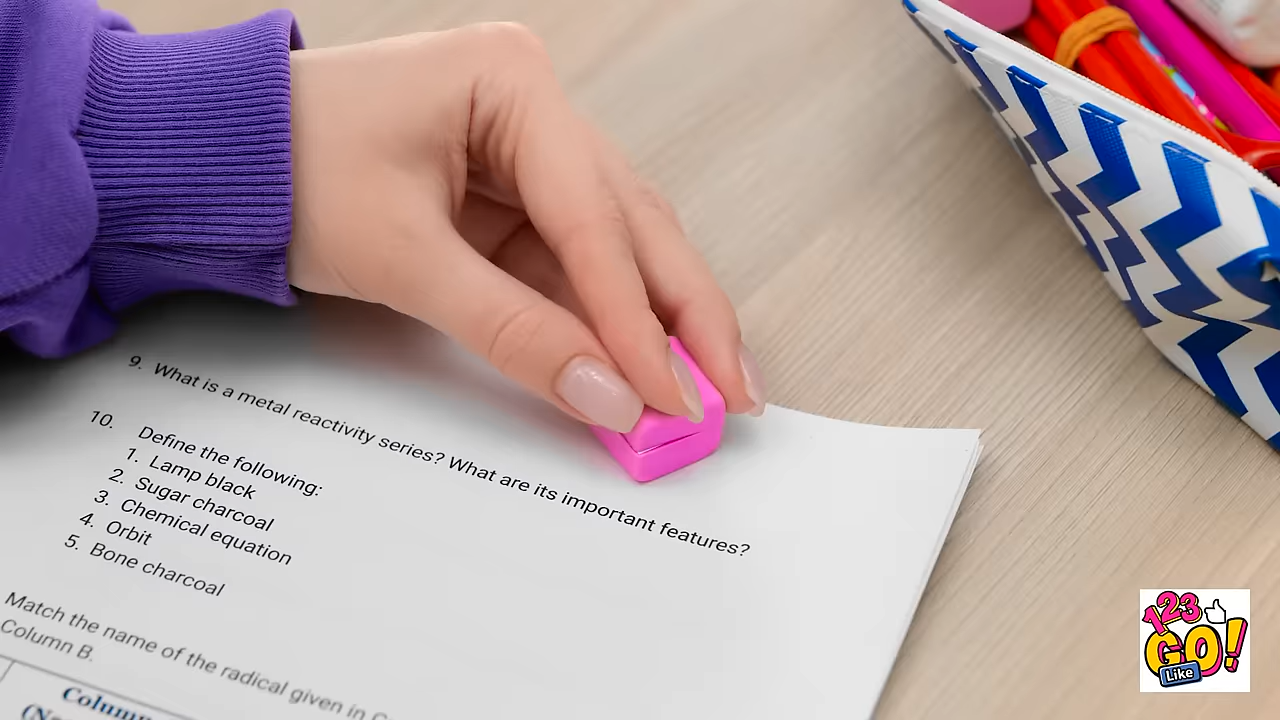 9. What is a metal reactivity series? What are its important features?
10. Define the following:
1. Lamp black
2. Sugar charcoal
3. Chemical equation
4. Orbit
5. Bone charcoal
Match the name of the radical given in
Column B.
123
GO!
Like